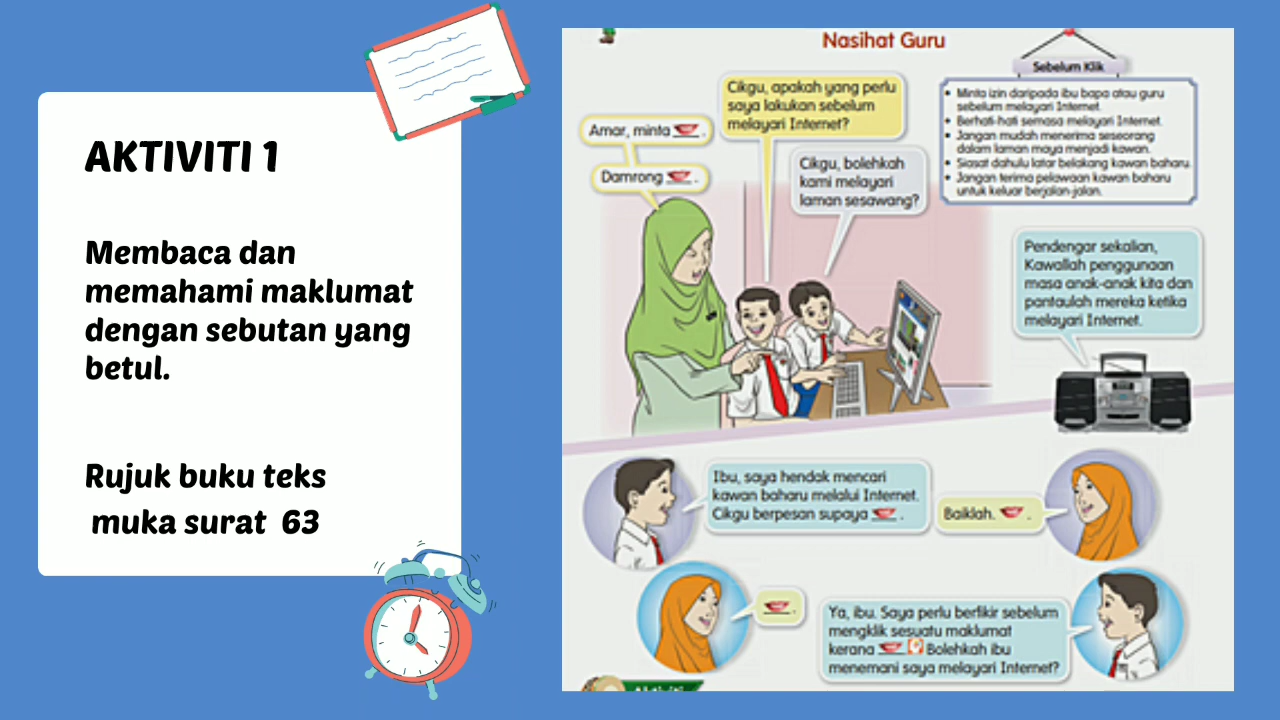 AKTIVITI 1
Membaca dan
memahami maklumat
dengan sebutan yang
betul.
Rujuk buku teks
muka surat 63
Nasihat Guru
Sebelum Klik
• Minta izin daripada ibu bapa atau guru
sebelum melayari Internet.
• Berhati-hati semasa melayari Internet.
• Jangan mudah menerima seseorang
dalam laman maya menjadi kawan.
• Siasat dahulu latar belakang kawan baharu.
• Jangan terima pelawaan kawan baharu
untuk keluar berjalan-jalan.
Cikgu, apakah yang perlu
saya lakukan sebelum
melayari Internet?
Amar, minta ___.
Damrong ___.
Cikgu, bolehkah
kami melayari
laman sesawang?
Pendengar sekalian,
Kawallah penggunaan
masa anak-anak kita dan
pantaulah mereka ketika
melayari Internet.
Ibu, saya hendak mencari
kawan baharu melalui Internet.
Cikgu berpesan supaya ___.
Baiklah. ___.
___.
Ya, ibu. Saya perlu berfikir sebelum
mengklik sesuatu maklumat
kerana ___ Bolehkah ibu
menemani saya melayari Internet?